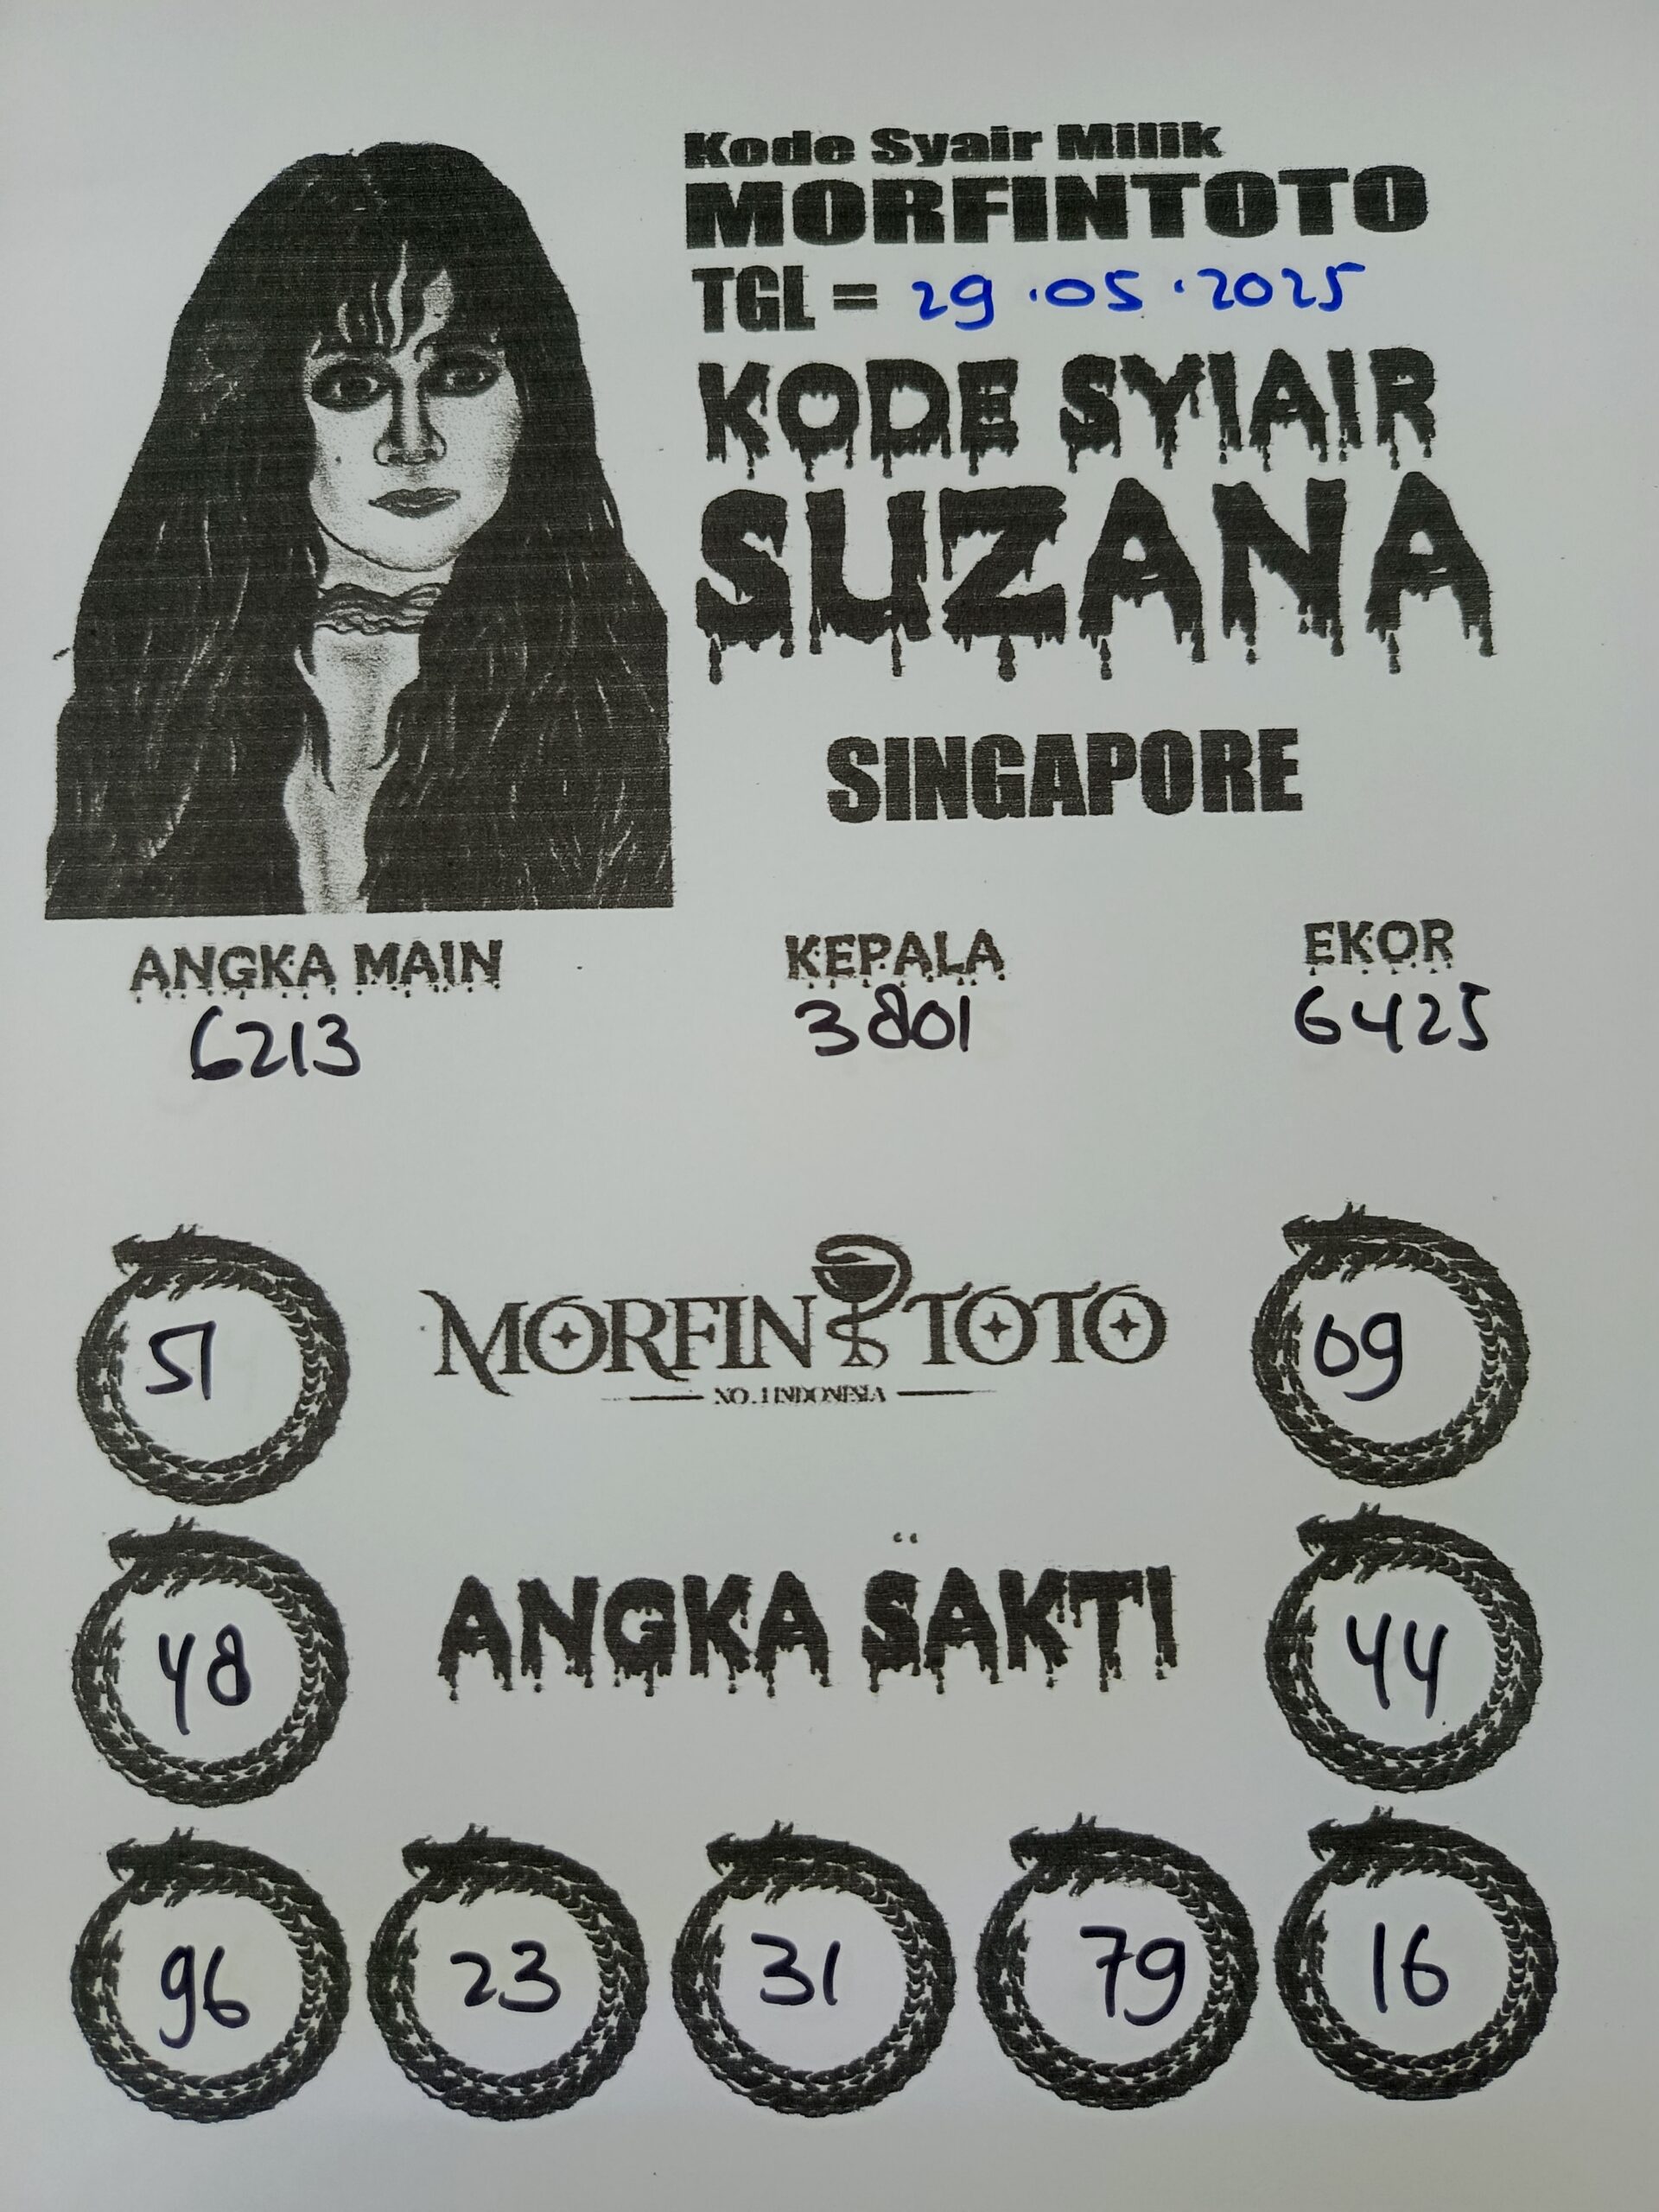 Kode Syair Milik
MORFINTOTO
TGL = 29.05.2025
KODE SYIAIR
SUZANA
SINGAPORE
ANGKA MAIN KEPALA EKOR
6213 3801 6425
51 MORFIN TOTO 09
NO.1 INDONESIA
48 ANGKA SAKTI 44
96 23 31 79 16